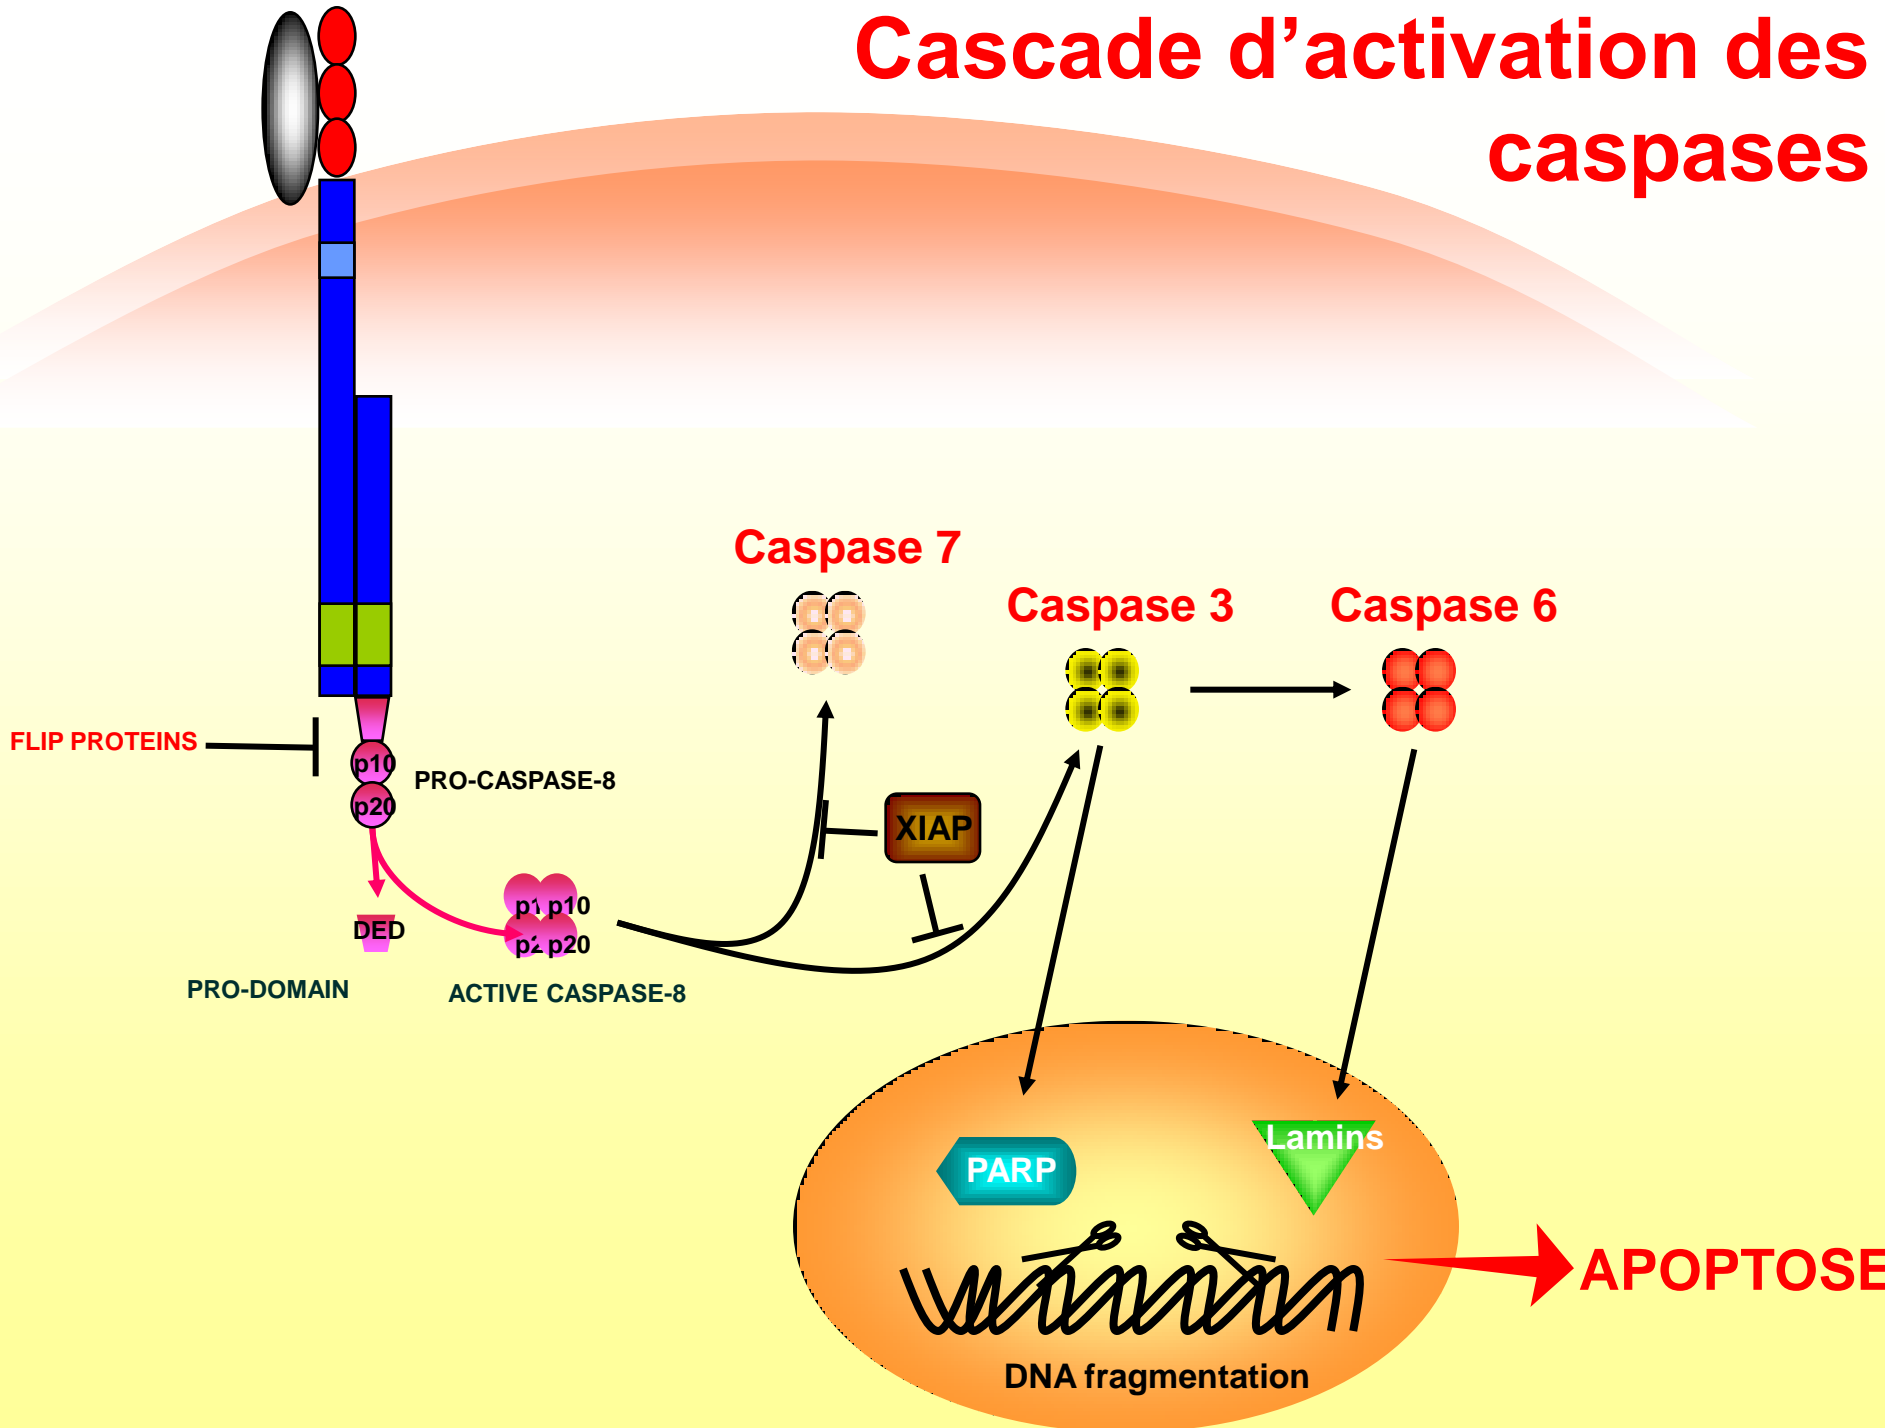 Cascade d’activation des
caspases
Caspase 7
Caspase 3
Caspase 6
FLIP PROTEINS
p10
PRO-CASPASE-8
p20
XIAP
p10
DED
p20
PRO-DOMAIN
ACTIVE CASPASE-8
Lamins
PARP
APOPTOSE
DNA fragmentation